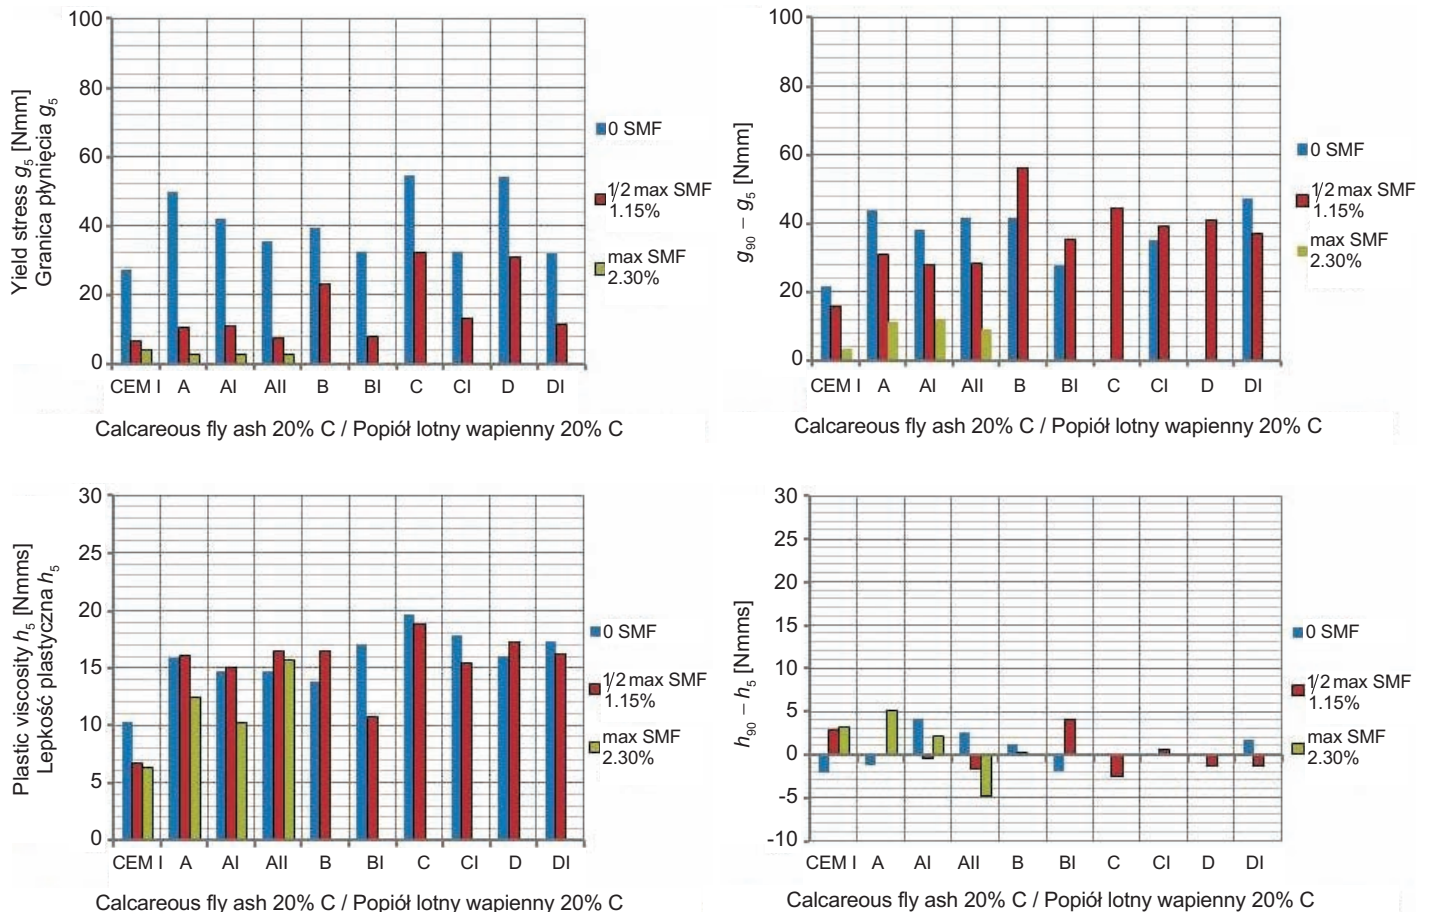 Yield stress g5 [Nmm]
Granica płynięcia g5
100
80
60
40
20
0
CEM I A AI AII B BI C CI D DI
Calcareous fly ash 20% C / Popiół lotny wapienny 20% C
0 SMF
1/2 max SMF
1.15%
max SMF
2.30%
g90 – g5 [Nmm]
100
80
60
40
20
0
CEM I A AI AII B BI C CI D DI
Calcareous fly ash 20% C / Popiół lotny wapienny 20% C
0 SMF
1/2 max SMF
1.15%
max SMF
2.30%
Plastic viscosity h5 [Nmms]
Lepkość plastyczna h5
30
25
20
15
10
5
0
CEM I A AI AII B BI C CI D DI
Calcareous fly ash 20% C / Popiół lotny wapienny 20% C
0 SMF
1/2 max SMF
1.15%
max SMF
2.30%
h90 – h5 [Nmms]
30
25
20
15
10
5
0
-5
-10
CEM I A AI AII B BI C CI D DI
Calcareous fly ash 20% C / Popiół lotny wapienny 20% C
0 SMF
1/2 max SMF
1.15%
max SMF
2.30%